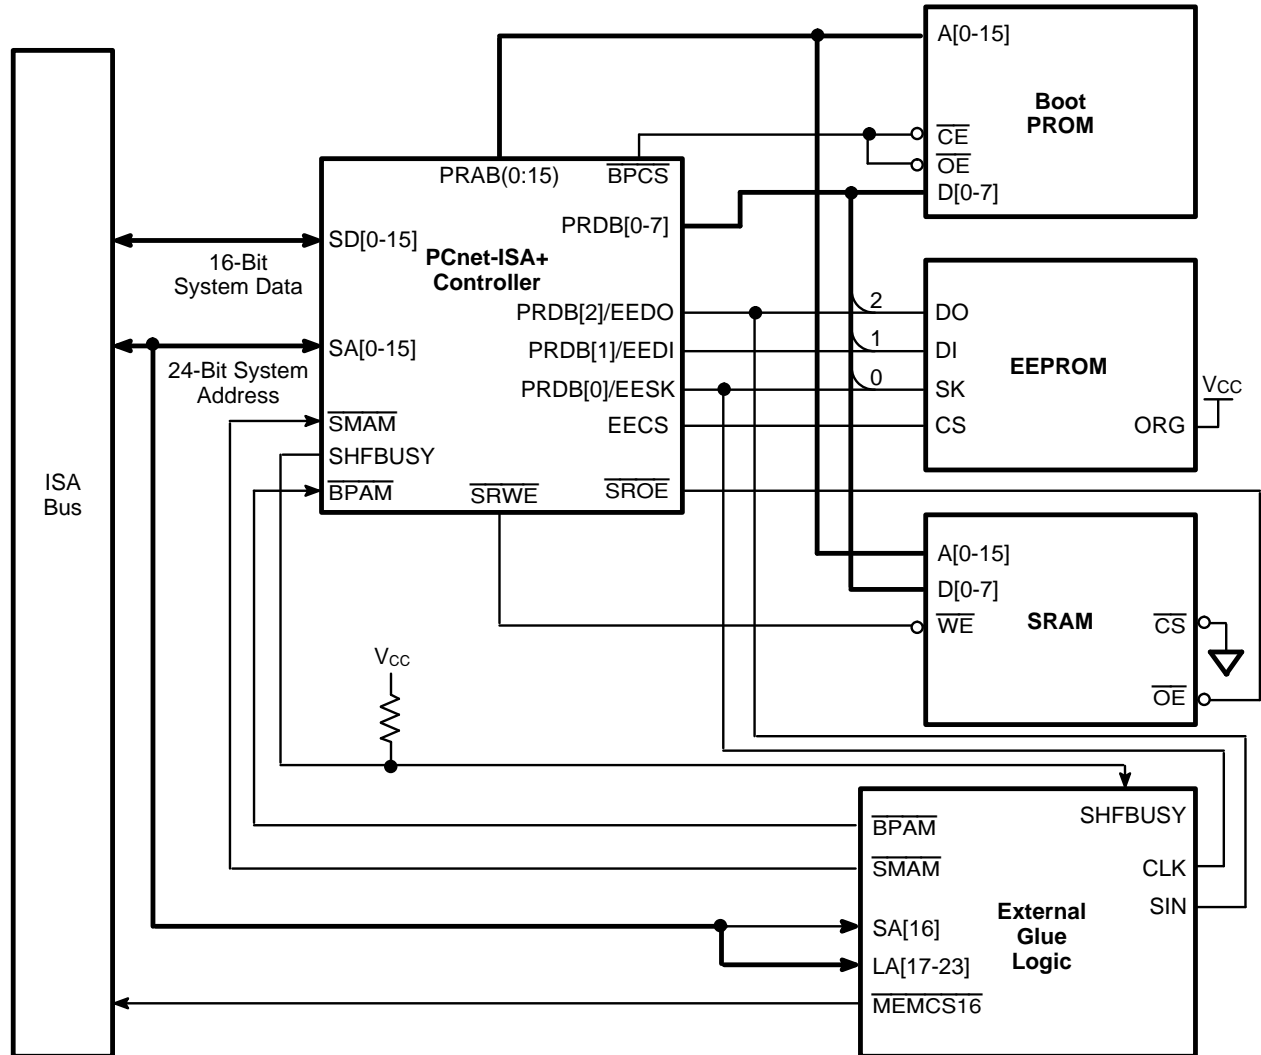 A[0-15]
Boot
PROM
CE
OE
D[0-7]
PRAB(0:15)
BPCS
PRDB[0-7]
SD[0-15]
PCnet-ISA+
Controller
16-Bit
System Data
PRDB[2]/EEDO
2
DO
SA[0-15]
PRDB[1]/EEDI
1
DI
EEPROM
24-Bit System
Address
PRDB[0]/EESK
0
SK
VCC
SMAM
EECS
CS
ORG
SHFBUSY
ISA
Bus
BPAM
SRWE
SROE
A[0-15]
D[0-7]
WE
SRAM
CS
VCC
OE
SHFBUSY
BPAM
SMAM
CLK
SIN
External
Glue
Logic
SA[16]
LA[17-23]
MEMCS16